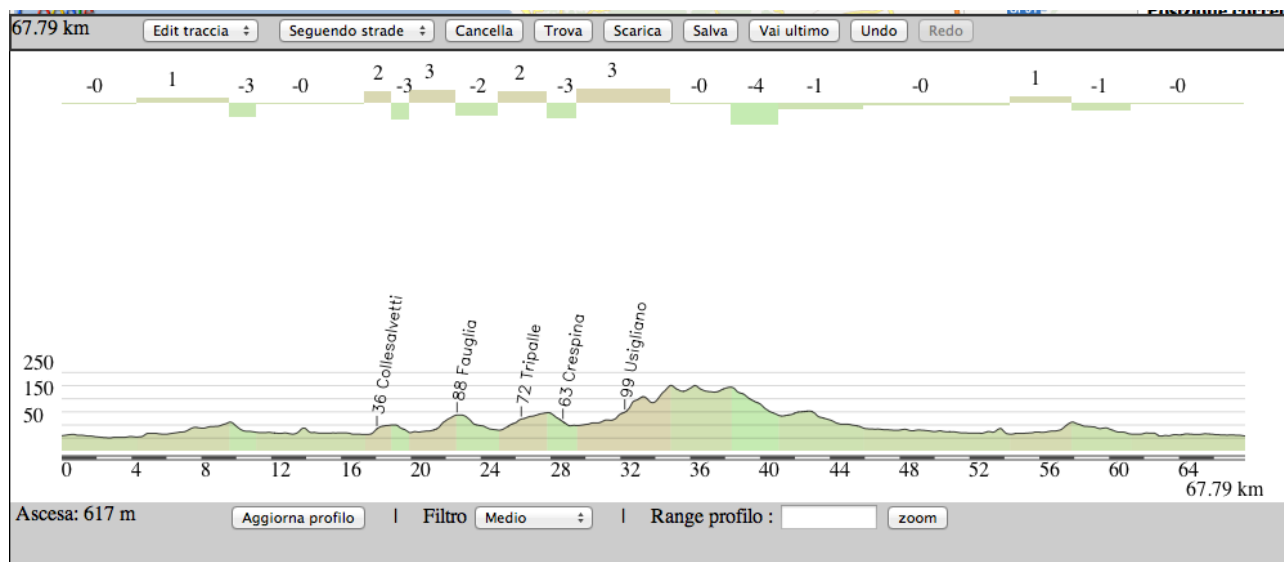 67.79 km Edit traccia Seguendo strade Cancella Trova Scarica Salva Vai ultimo Undo Redo
-0 1 -3 -0 2 -3 3 -2 2 -3 3 -0 -4 -1 -0 1 -1 -0
36 Collesalvetti
88 Fauglia
72 Tripalle
63 Crespina
99 Usigliano
250
150
50
0 4 8 12 16 20 24 28 32 36 40 44 48 52 56 60 64
67.79 km
Ascesa: 617 m Aggiorna profilo | Filtro Medio | Range profilo : zoom